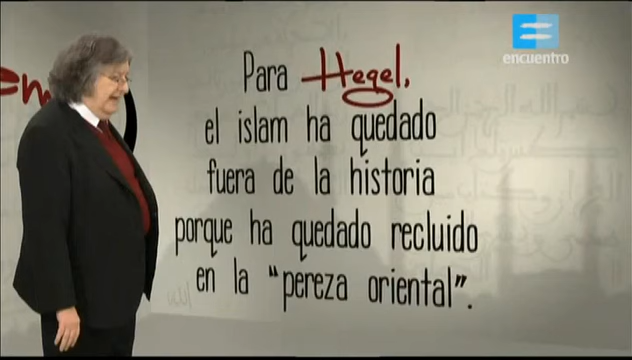 encuentro
Para Hegel,
el islam ha quedado
fuera de la historia
porque ha quedado recluido
en la "pereza oriental".